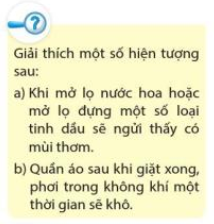 Giải thích một số hiện tượng
sau:
a) Khi mở lọ nước hoa hoặc
mở lọ đựng một số loại
tinh dầu sẽ ngửi thấy có
mùi thơm.
b) Quần áo sau khi giặt xong,
phơi trong không khí một
thời gian sẽ khô.